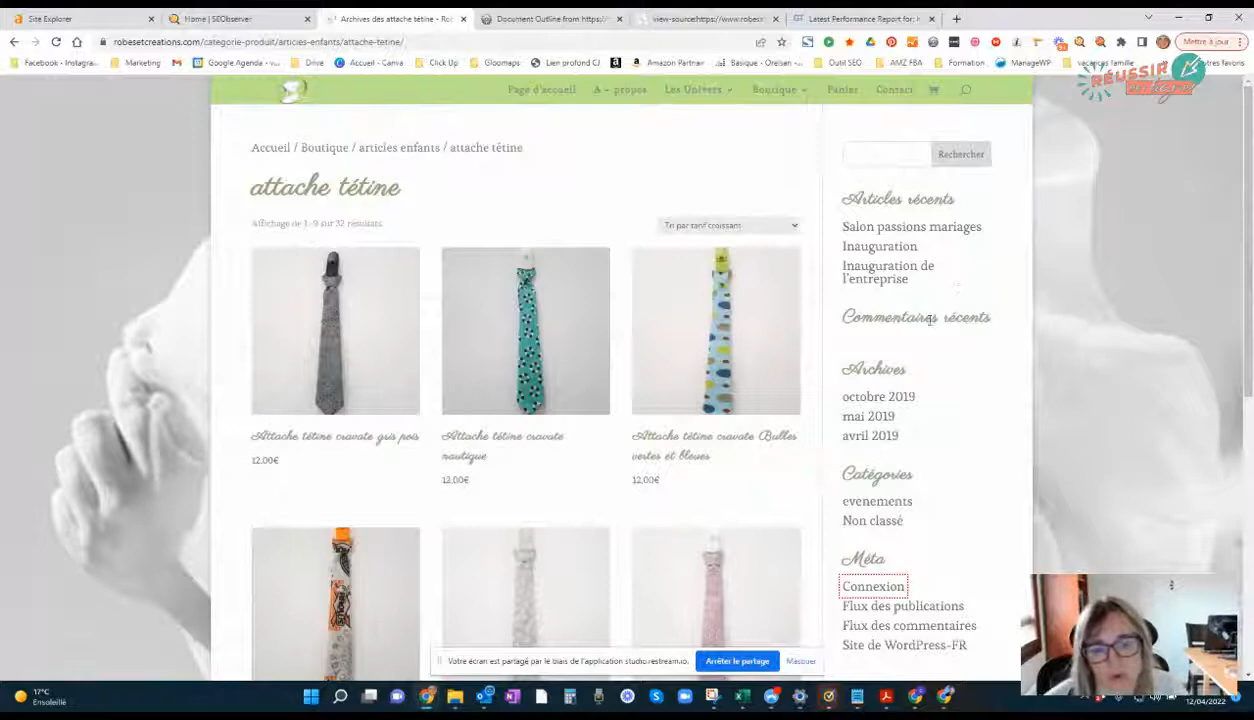 Site Explorer
Home | SEObserver
Archives des attache tétine - Ro
Document Outline from https:/
view-source:https://www.robesc
Latest Performance Report for: h
robesetcreations.com/categorie-produit/articles-enfants/attache-tetine/
Mettre à jour
Facebook - Instagra...
Marketing
Google Agenda - v...
Drive
Accueil - Canva
Click Up
Gloomaps
Lien profond CJ
Amazon Partner
Basique - Orelsan -...
Outil SEO
AMZ FBA
Formation
ManageWP
vacances famille
Autres favoris
RÉUSSIR
Page d'accueil
A – propos
Les Univers
Boutique
Panier
Contact
Accueil / Boutique / articles enfants / attache tétine
attache tétine
Affichage de 1–9 sur 32 résultats
Tri par tarif croissant
Attache tétine cravate gris pois
12,00€
Attache tétine cravate
nautique
12,00€
Attache tétine cravate Bulles
vertes et bleues
12,00€
Rechercher
Articles récents
Salon passions mariages
Inauguration
Inauguration de
l'entreprise
Commentaires récents
Archives
octobre 2019
mai 2019
avril 2019
Catégories
evenements
Non classé
Méta
Connexion
Flux des publications
Flux des commentaires
Site de WordPress-FR
Votre écran est partagé par le biais de l'application studio.restream.io.
Arrêter le partage
Masquer
17°C
Ensoleillé
12/04/2022